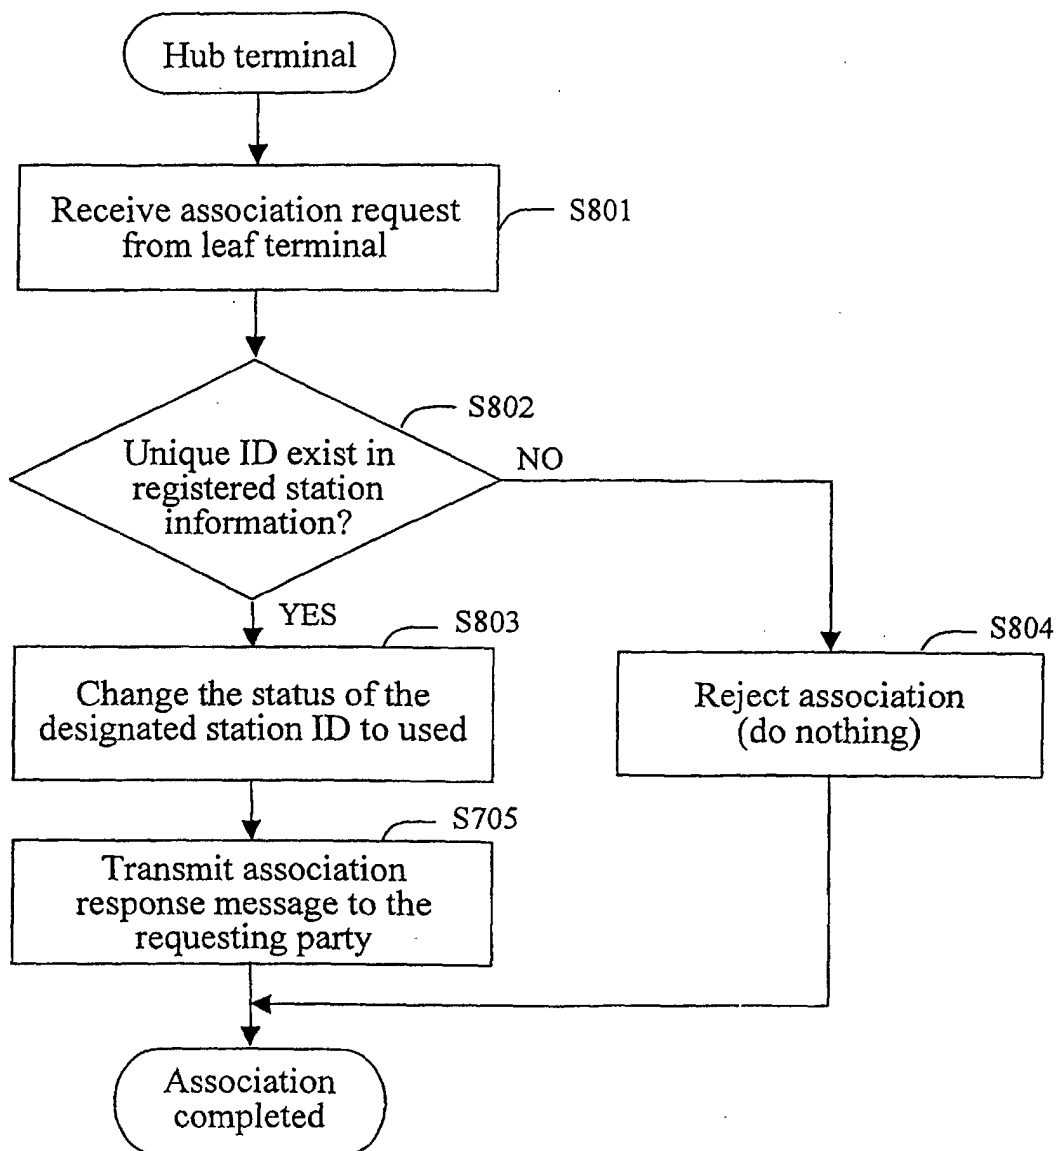 Hub terminal
Receive association request
from leaf terminal
S801
S802
Unique ID exist in
registered station
information?
NO
YES
S803
Change the status of the
designated station ID to used
S804
Reject association
(do nothing)
S705
Transmit association
response message to the
requesting party
Association
completed